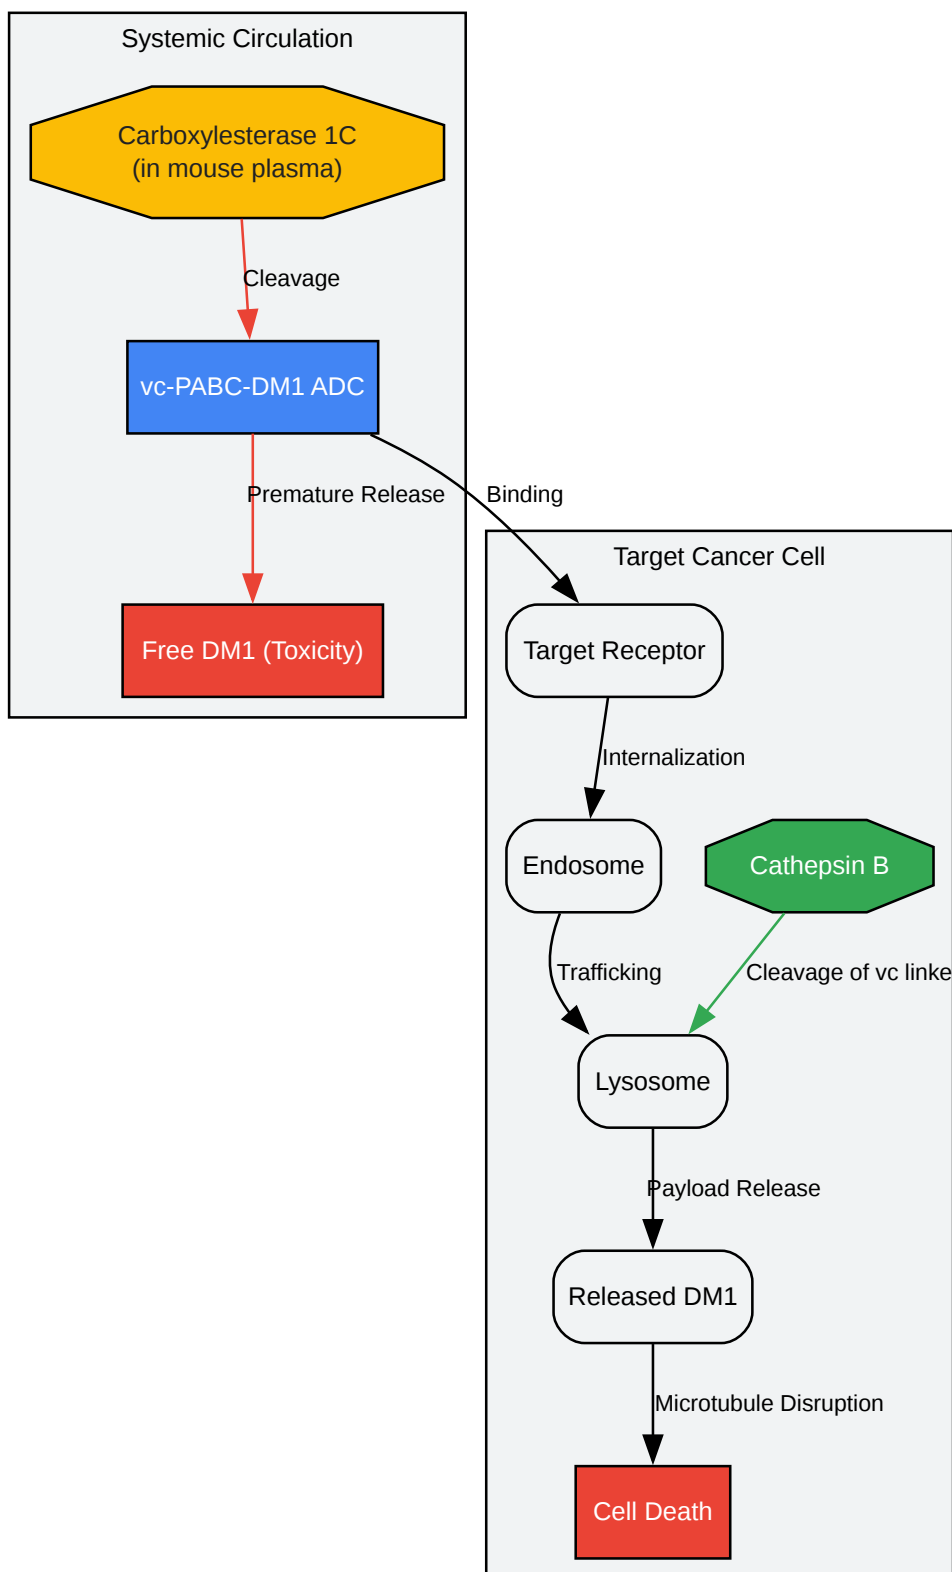 Systemic Circulation
Carboxylesterase 1C
(in mouse plasma)
Cleavage
vc-PABC-DM1 ADC
Premature Release
Binding
Free DM1 (Toxicity)
Target Cancer Cell
Target Receptor
Internalization
Endosome
Cathepsin B
Trafficking
Cleavage of vc linke
Lysosome
Payload Release
Released DM1
Microtubule Disruption
Cell Death